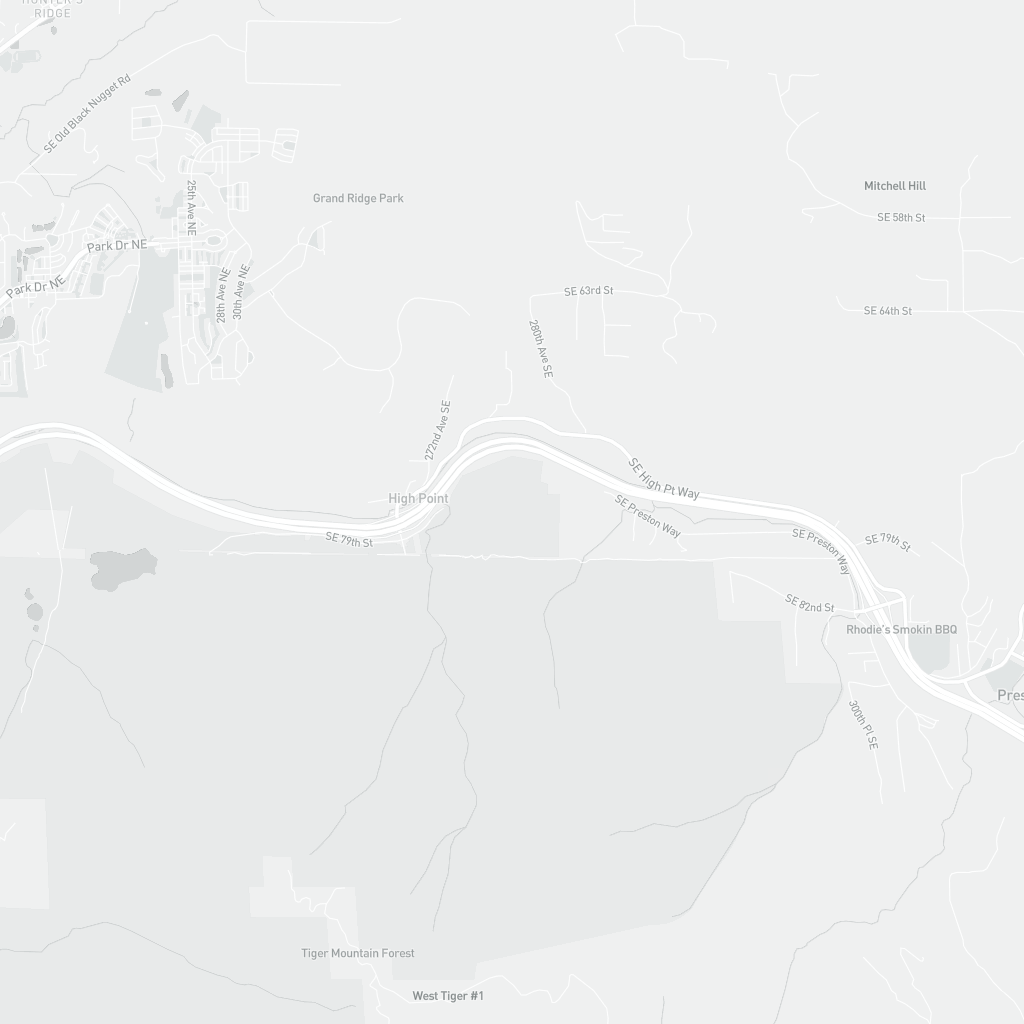 HUNTER'S
RIDGE
SE Old Black Nugget Rd
Grand Ridge Park
Mitchell Hill
25th Ave NE
SE 58th St
Park Dr NE
Park Dr NE
28th Ave NE
30th Ave NE
SE 63rd St
SE 64th St
280th Ave SE
272nd Ave SE
SE High Pt Way
High Point
SE Preston Way
SE 79th St
SE Preston Way
SE 79th St
SE 82nd St
Rhodie's Smokin BBQ
Pres
300th Pl SE
Tiger Mountain Forest
West Tiger #1